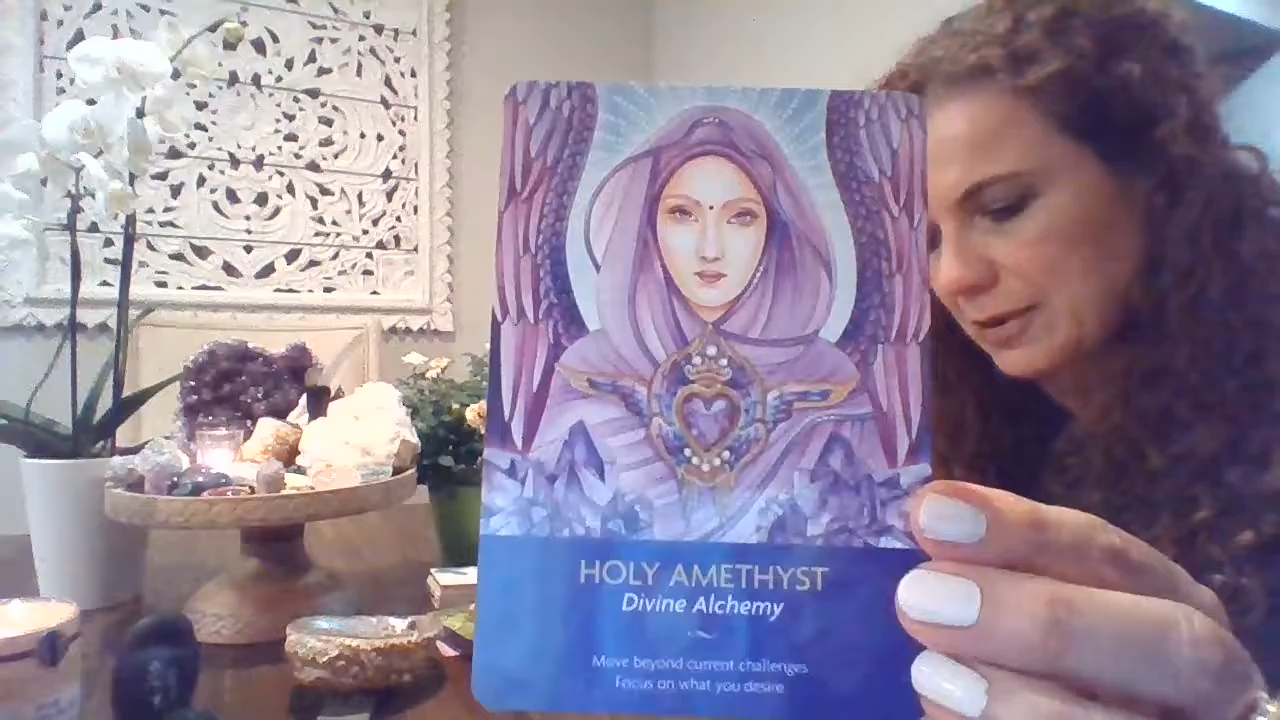 HOLY AMETHYST
Divine Alchemy
Move beyond current challenges
Focus on what you desire